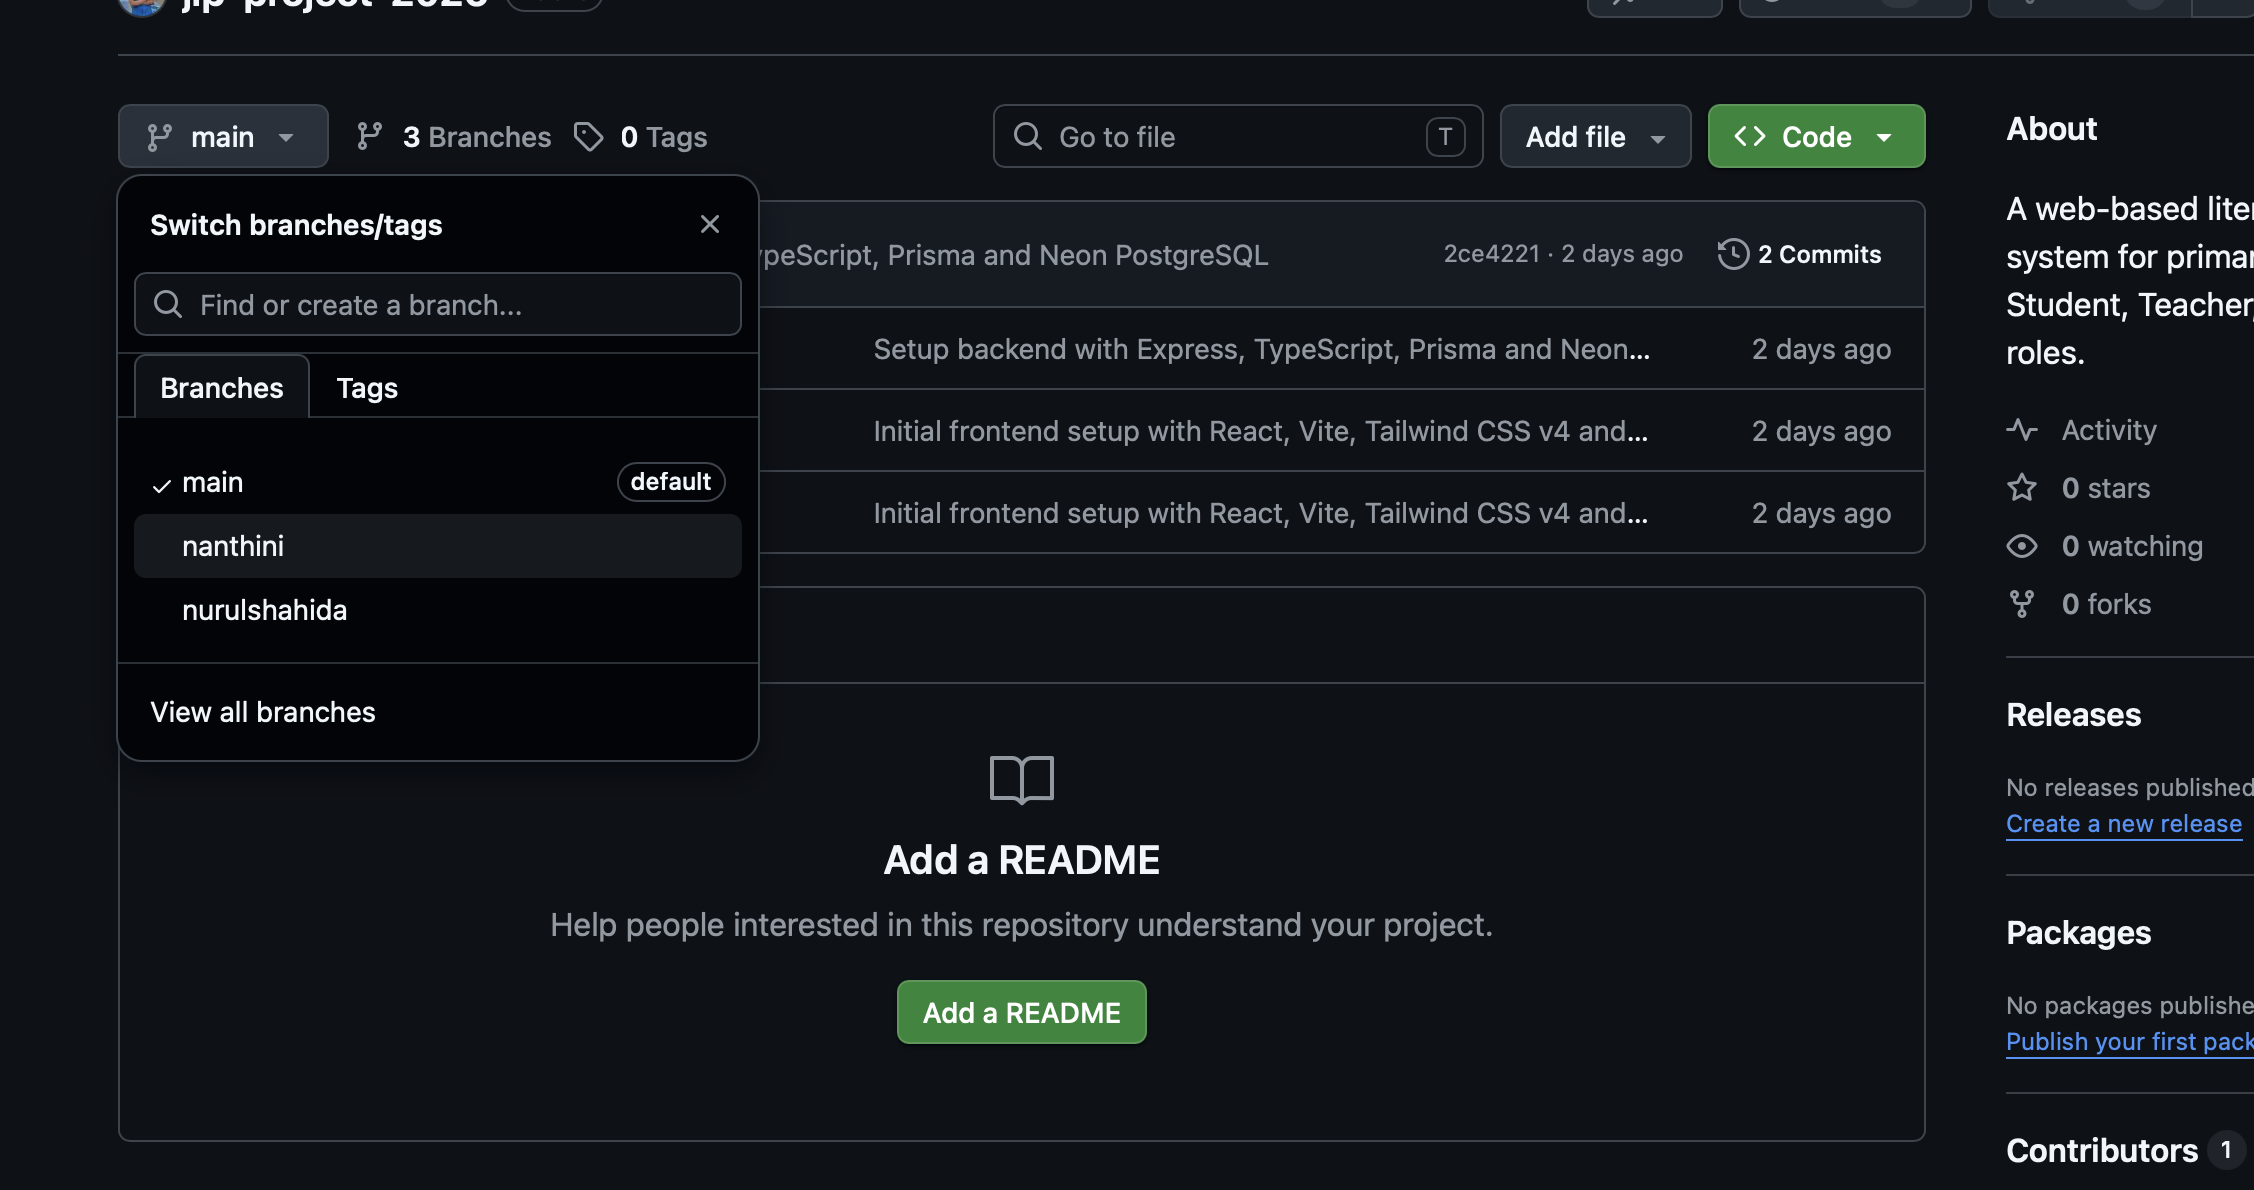 main
3 Branches
0 Tags
Go to file
T
Add file
Code
Switch branches/tags
Find or create a branch...
Branches
Tags
main
default
nanthini
nurulshahida
View all branches
ypeScript, Prisma and Neon PostgreSQL
2ce4221 · 2 days ago
2 Commits
Setup backend with Express, TypeScript, Prisma and Neon...
2 days ago
Initial frontend setup with React, Vite, Tailwind CSS v4 and...
2 days ago
Initial frontend setup with React, Vite, Tailwind CSS v4 and...
2 days ago
Add a README
Help people interested in this repository understand your project.
Add a README
About
A web-based
system for
Student, Teacher,
roles.
Activity
0 stars
0 watching
0 forks
Releases
No releases published
Create a new release
Packages
No packages
Publish your first
Contributors 1